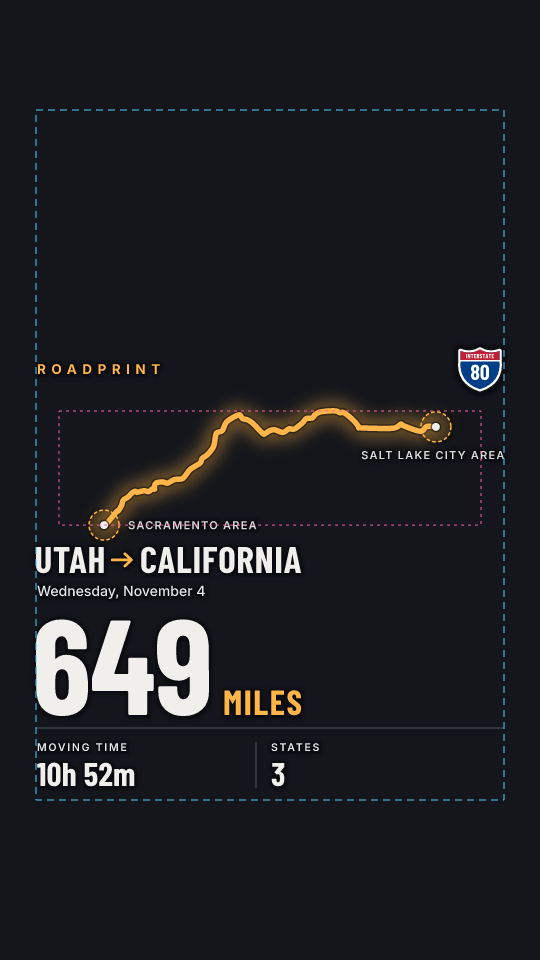 ROADPRINT
INTERSTATE
80
SALT LAKE CITY AREA
SACRAMENTO AREA
UTAH → CALIFORNIA
Wednesday, November 4
649 MILES
MOVING TIME
10h 52m
STATES
3